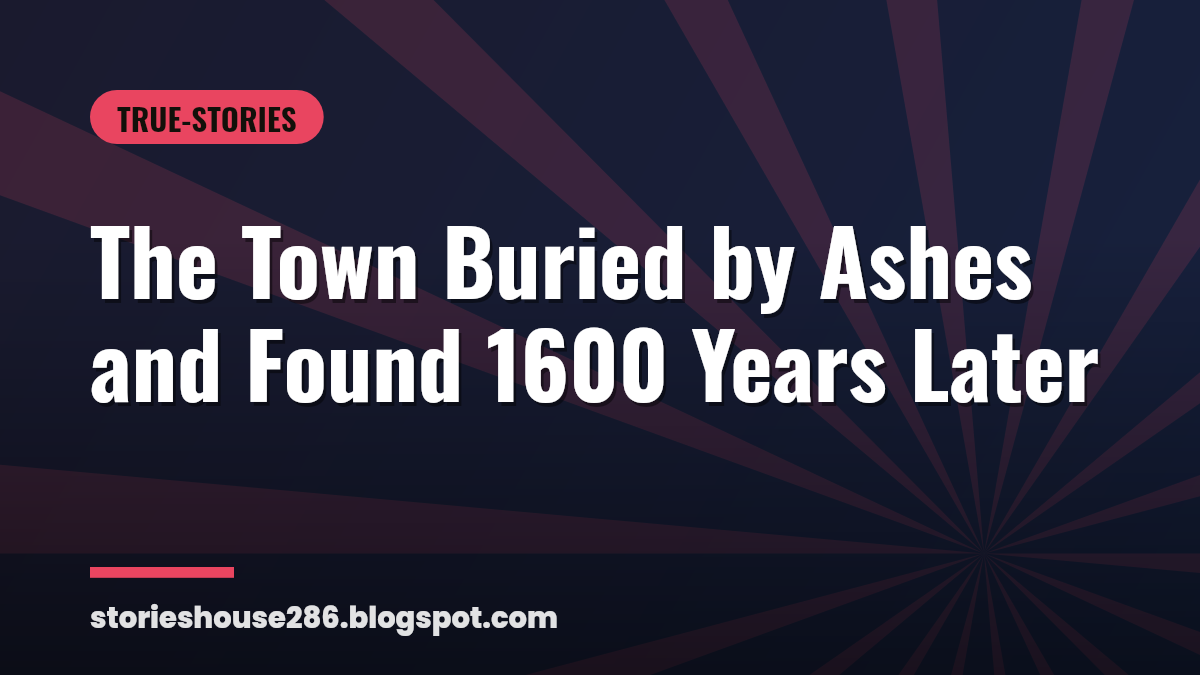 TRUE-STORIES
The Town Buried by Ashes
and Found 1600 Years Later
storieshouse286.blogspot.com